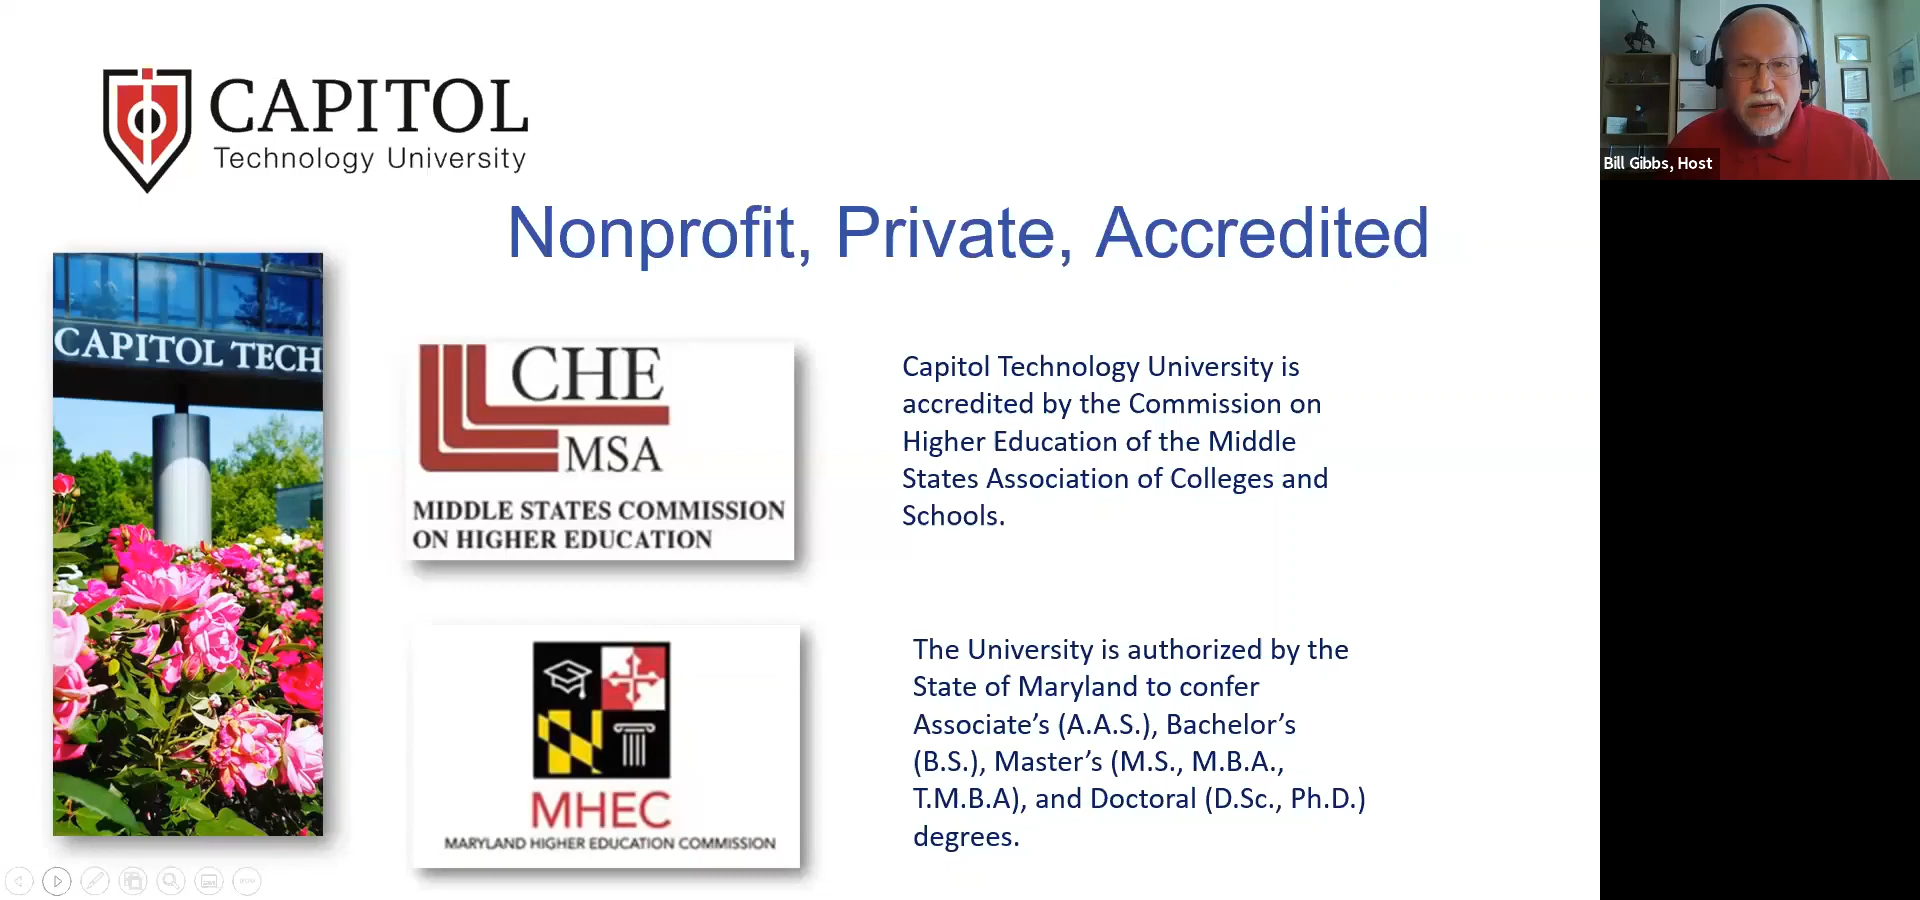 CAPITOL
Technology University
Bill Gibbs, Host
Nonprofit, Private, Accredited
CAPITOL TECH
CHE
MSA
MIDDLE STATES COMMISSION
ON HIGHER EDUCATION
Capitol Technology University is
accredited by the Commission on
Higher Education of the Middle
States Association of Colleges and
Schools.
MHEC
MARYLAND HIGHER EDUCATION COMMISSION
The University is authorized by the
State of Maryland to confer
Associate’s (A.A.S.), Bachelor’s
(B.S.), Master’s (M.S., M.B.A.,
T.M.B.A), and Doctoral (D.Sc., Ph.D.)
degrees.